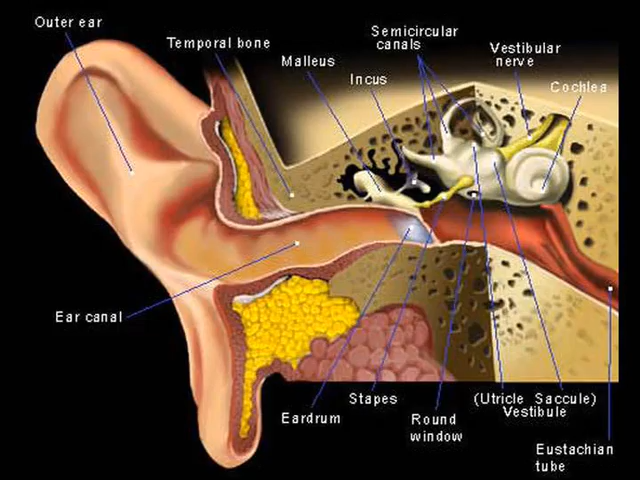 Outer ear
Temporal bone
Malleus
Incus
Semicircular
canals
Vestibular
nerve
Cochlea
Ear canal
Eardrum
Stapes
Round
window
(Utricle Saccule)
Vestibule
Eustachian
tube